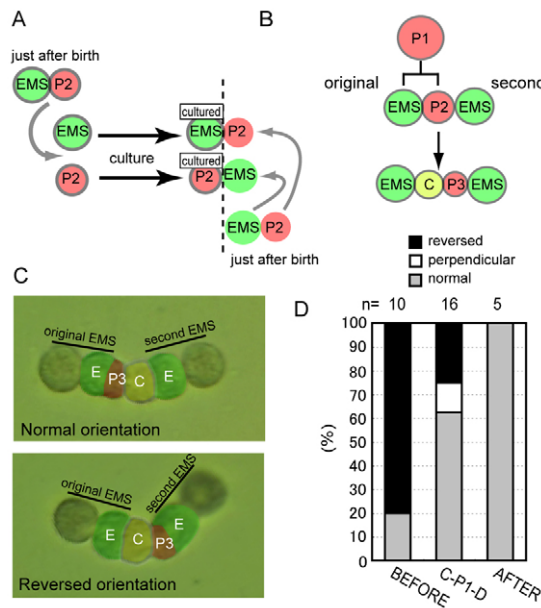 A
just after birth
EMS P2
EMS
P2
culture
cultured
EMS P2
cultured
P2 EMS
EMS P2
just after birth
B
P1
original
second
EMS P2 EMS
EMS C P3 EMS
C
original EMS
second EMS
E P3 C E
Normal orientation
original EMS
second EMS
E C P3 E
Reversed orientation
reversed
perpendicular
normal
D
n= 10 16 5
(%)
100
90
80
70
60
50
40
30
20
10
0
BEFORE
C-P1-D
AFTER